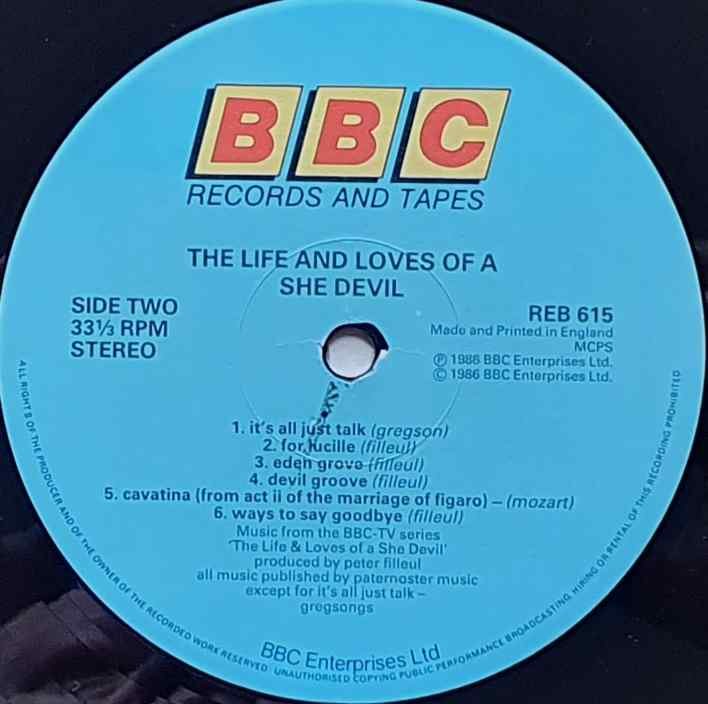 BBC
RECORDS AND TAPES
THE LIFE AND LOVES OF A
SHE DEVIL
SIDE TWO
33⅓ RPM
STEREO
REB 615
Made and Printed in England
MCPS
Ⓟ 1986 BBC Enterprises Ltd.
© 1986 BBC Enterprises Ltd.
1. it's all just talk (gregson)
2. for lucille (filleul)
3. eden grove (filleul)
4. devil groove (filleul)
5. cavatina (from act ii of the marriage of figaro) – (mozart)
6. ways to say goodbye (filleul)
Music from the BBC-TV series
'The Life & Loves of a She Devil'
produced by peter filleul
all music published by paternoster music
except for it's all just talk –
gregsongs
BBC Enterprises Ltd
ALL RIGHTS OF THE PRODUCER AND OF THE OWNER OF THE RECORDED WORK RESERVED · UNAUTHORISED COPYING PUBLIC PERFORMANCE BROADCASTING, HIRING OR RENTAL OF THIS RECORDING PROHIBITED